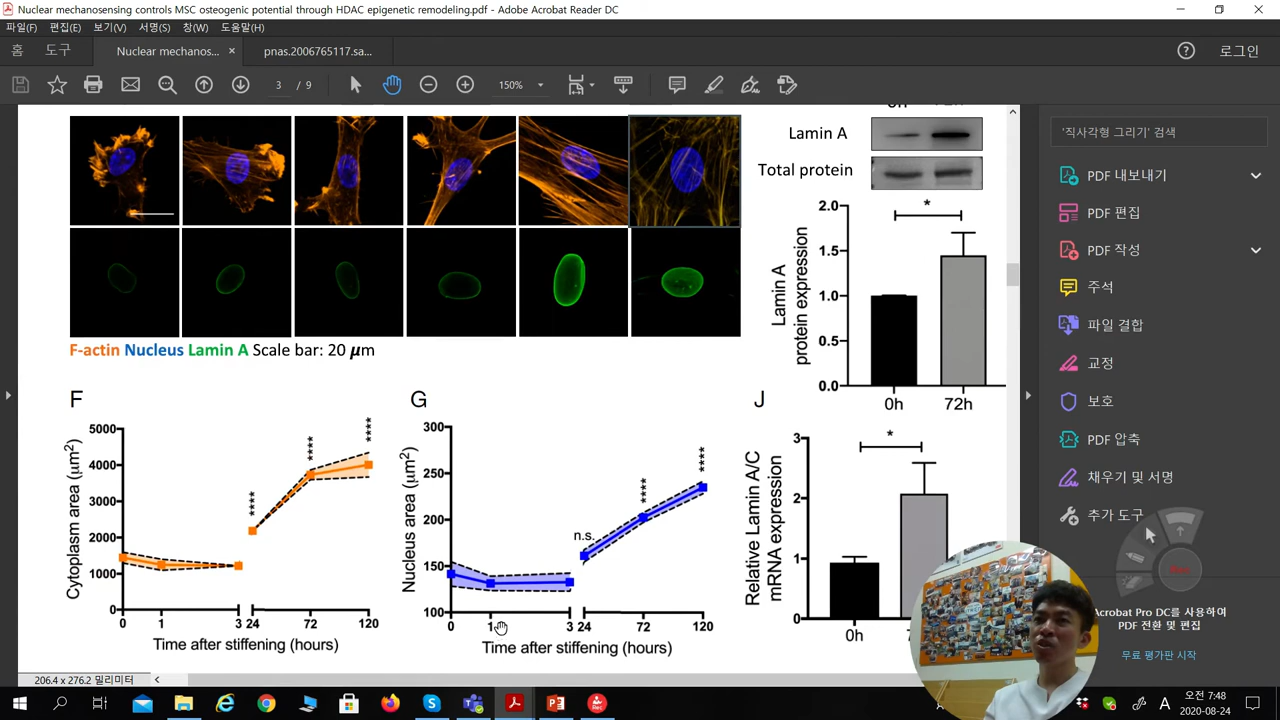 Nuclear mechanosensing controls MSC osteogenic potential through HDAC epigenetic remodeling.pdf - Adobe Acrobat Reader DC
파일(F) 편집(E) 보기(V) 서명(S) 창(W) 도움말(H)
홈 도구 Nuclear mechanos... × pnas.2006765117.sa... 로그인
3 / 9 150%
Lamin A
Total protein
F-actin Nucleus Lamin A Scale bar: 20 μm
Lamin A
protein expression
2.0
1.5
1.0
0.5
0.0
*
0h 72h
F
Cytoplasm area (μm²)
5000
4000
3000
2000
1000
0
****
****
****
0 1 3 24 72 120
Time after stiffening (hours)
G
Nucleus area (μm²)
300
250
200
150
100
n.s.
****
****
0 1 3 24 72 120
Time after stiffening (hours)
J
Relative Lamin A/C
mRNA expression
3
2
1
0
*
0h
'직사각형 그리기' 검색
PDF 내보내기
PDF 편집
PDF 작성
주석
파일 결합
교정
보호
PDF 압축
채우기 및 서명
추가 도구
Acrobat Pro DC를 사용하여
PDF 전환 및 편집
무료 평가판 시작
206.4 x 276.2 밀리미터
A 오전 7:48
2020-08-24